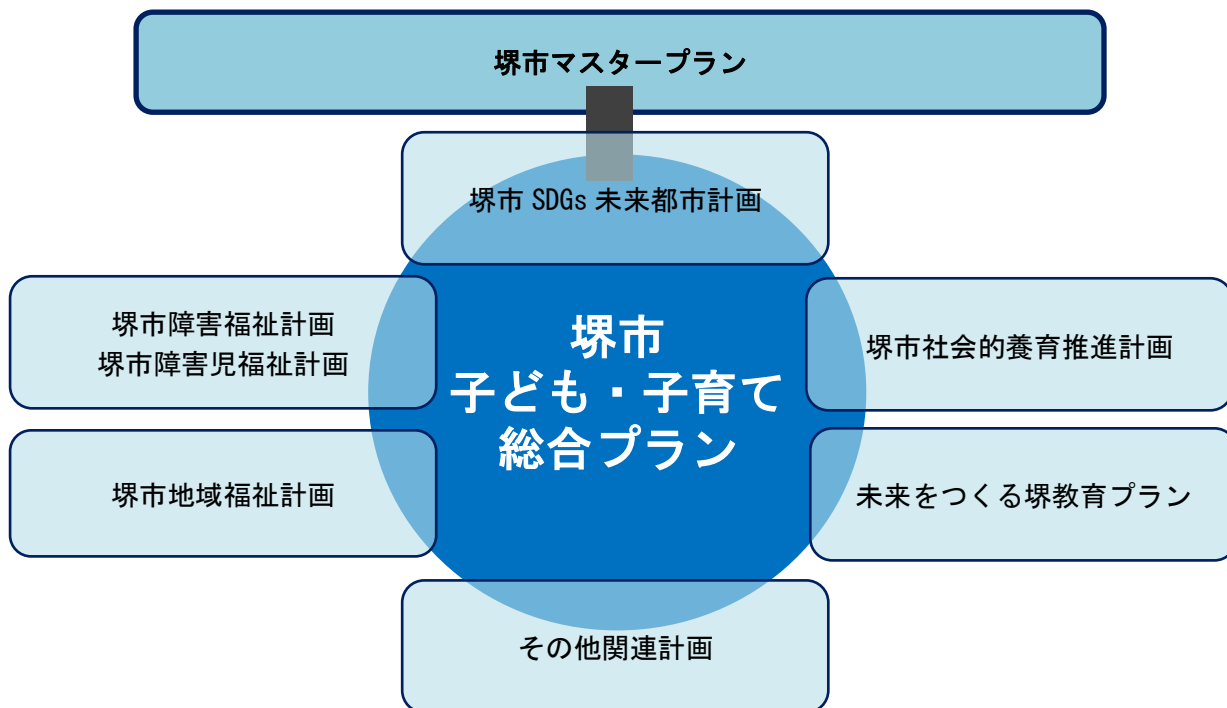 堺市マスタープラン
堺市 SDGs 未来都市計画
堺市障害福祉計画
堺市障害児福祉計画
堺市社会的養育推進計画
堺市
子ども・子育て
総合プラン
堺市地域福祉計画
未来をつくる堺教育プラン
その他関連計画